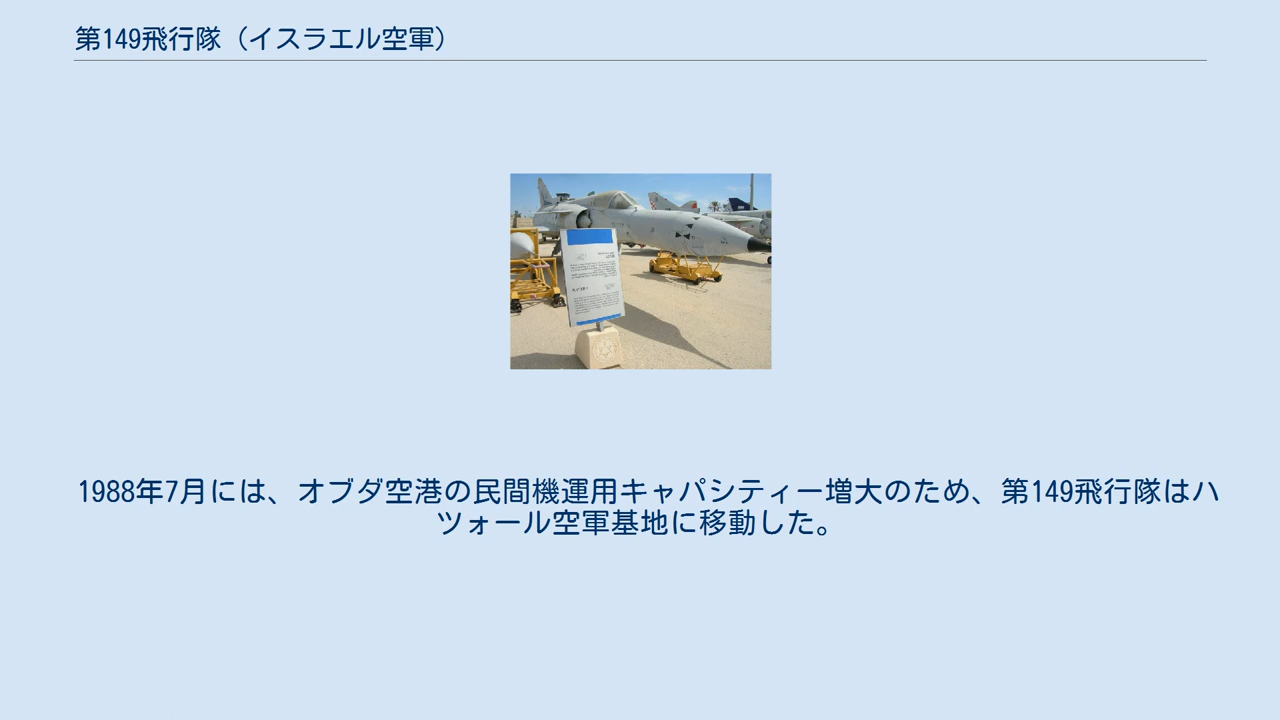 第149飛行隊（イスラエル空軍）
1988年7月には、オブダ空港の民間機運用キャパシティー増大のため、第149飛行隊はハ
ツォール空軍基地に移動した。